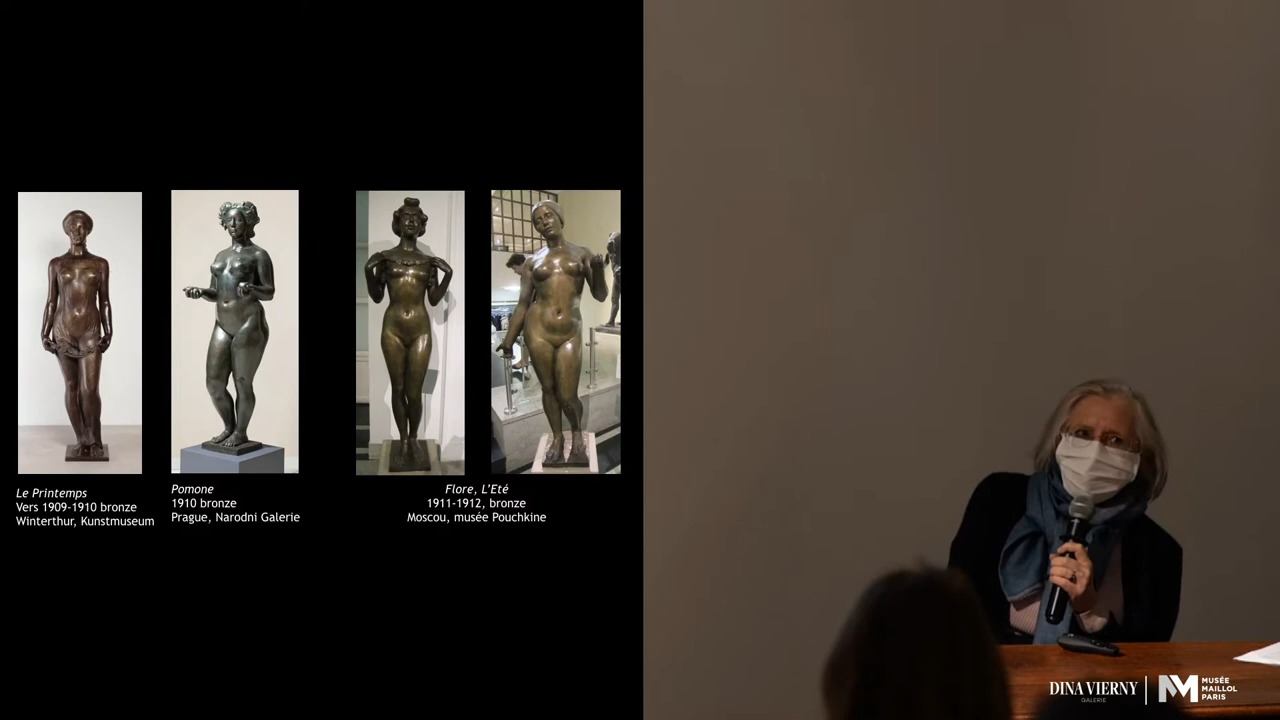 Le Printemps
Vers 1909-1910 bronze
Winterthur, Kunstmuseum
Pomone
1910 bronze
Prague, Narodni Galerie
Flore, L'Eté
1911-1912, bronze
Moscou, musée Pouchkine
DINA VIERNY
GALERIE
MUSÉE
MAILLOL
PARIS